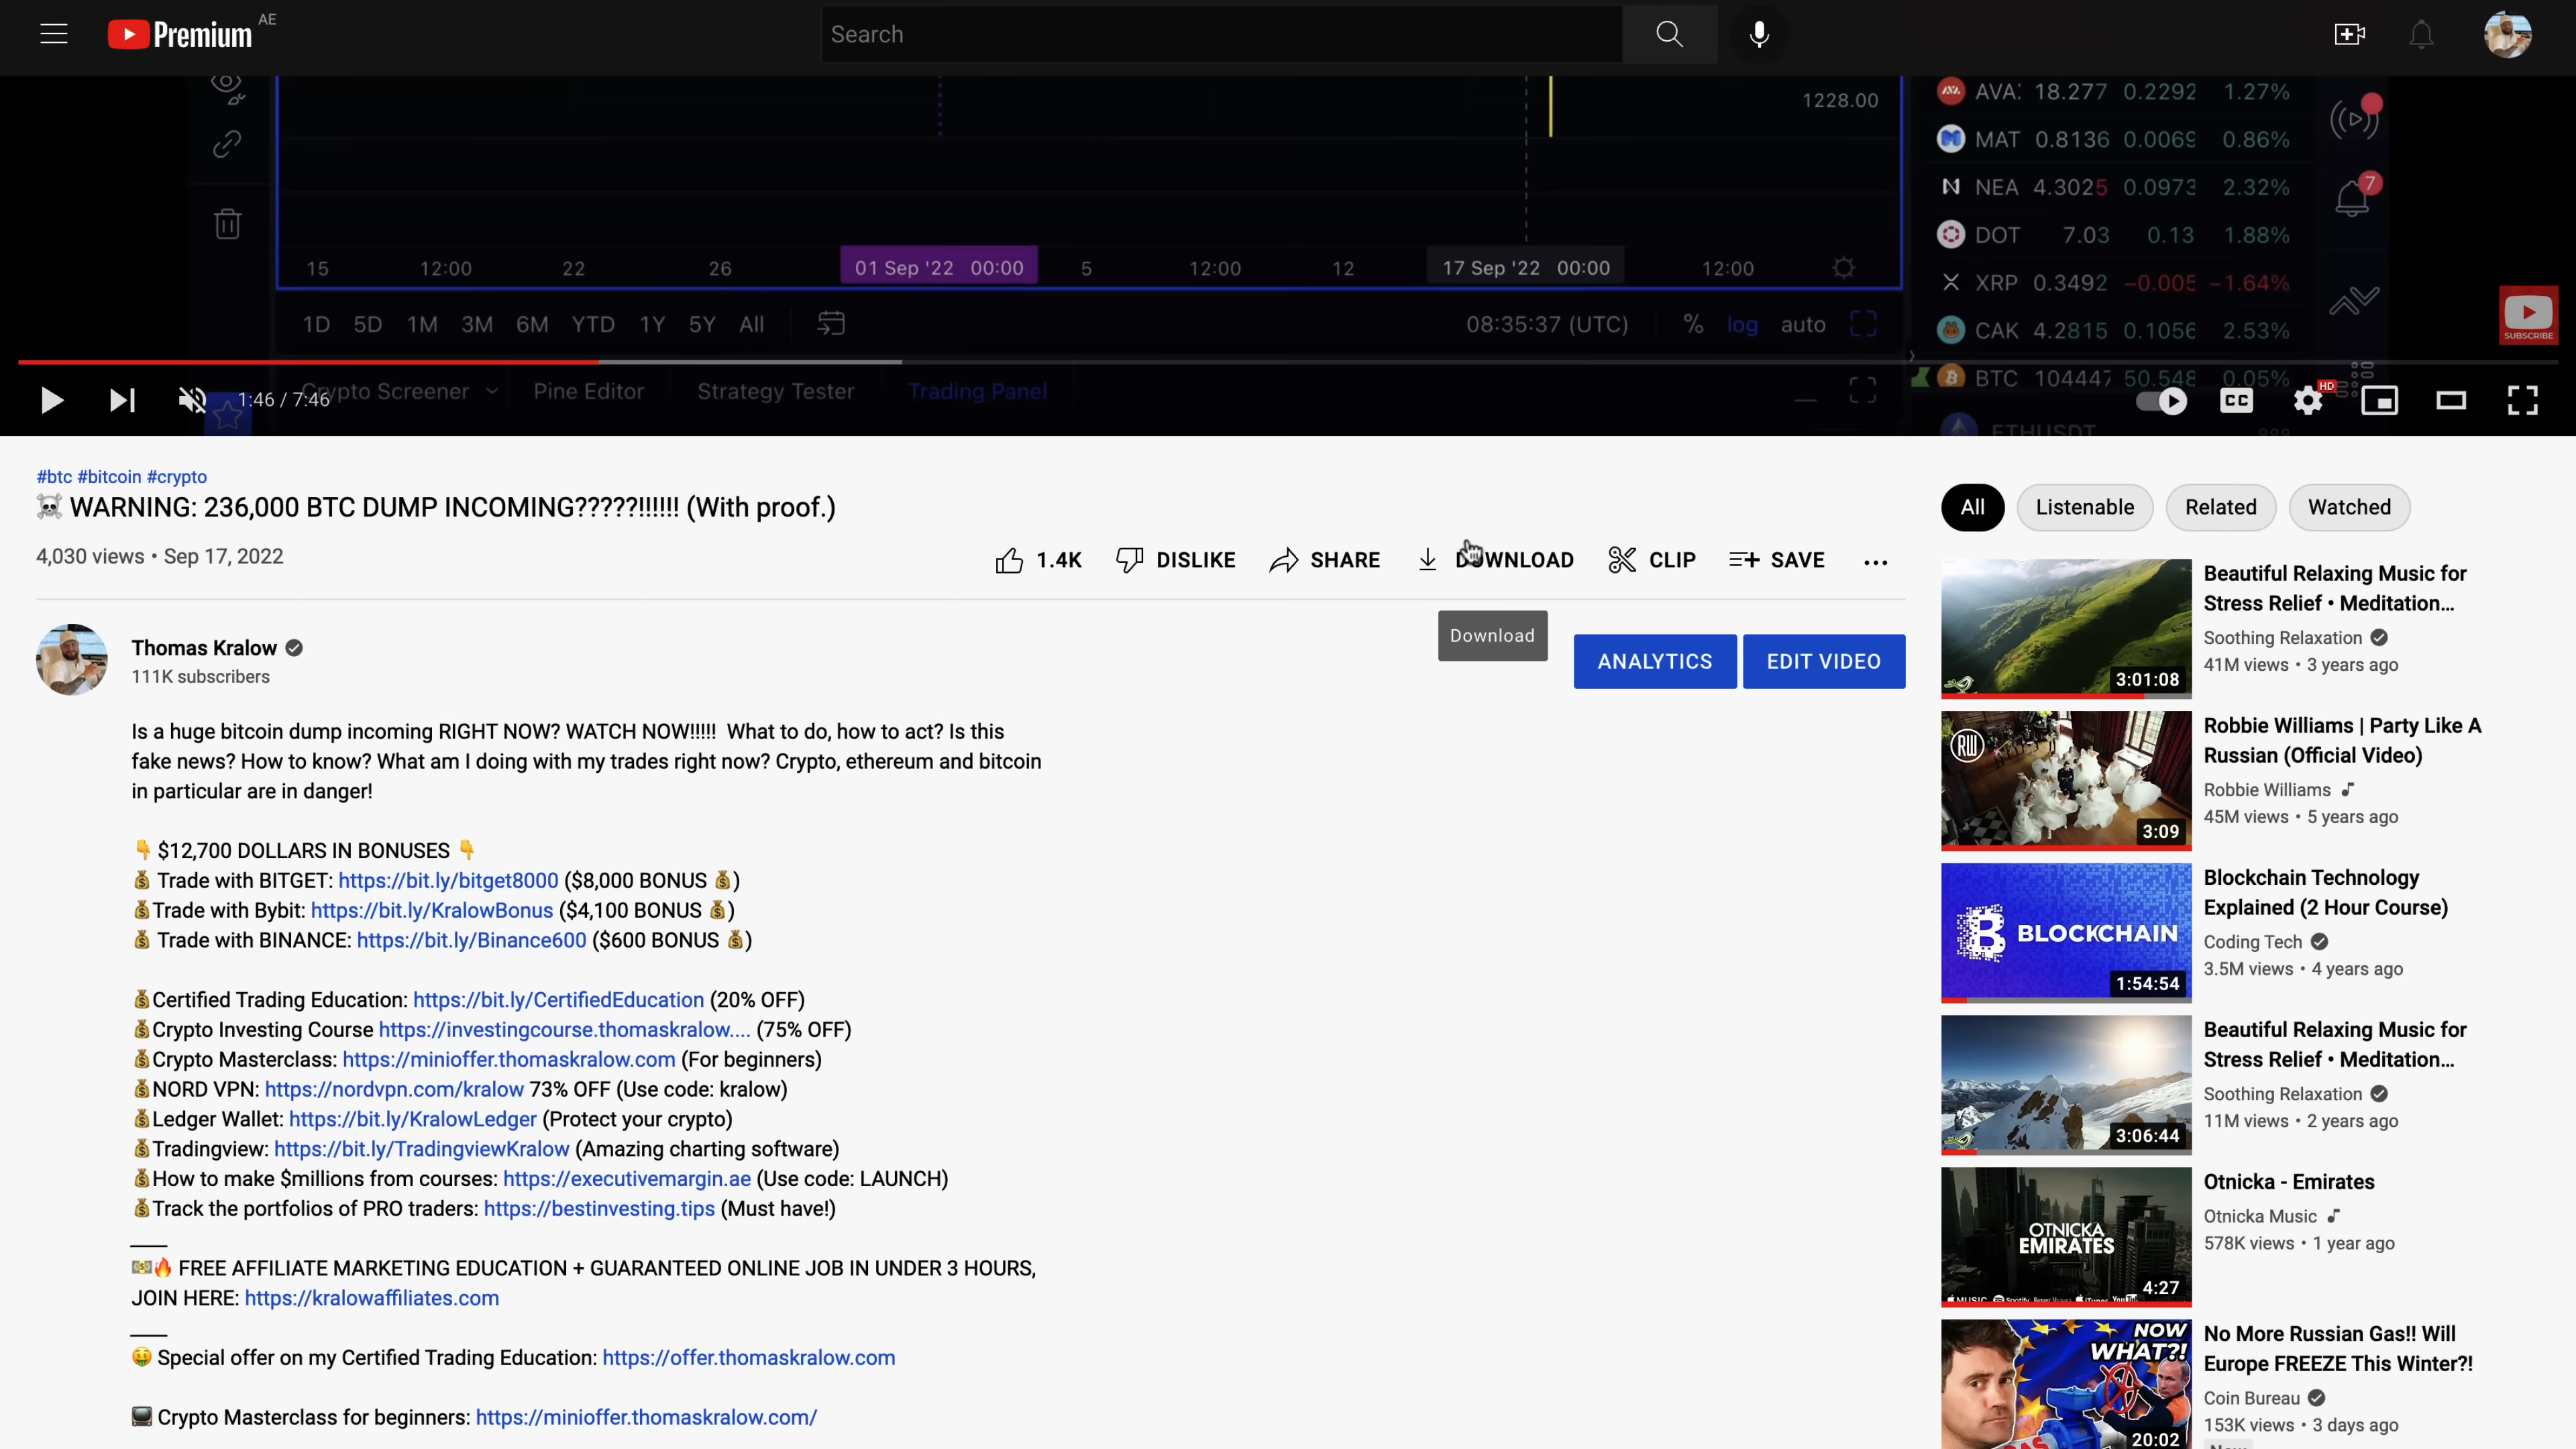 Premium AE
Search
1228.00
15 12:00 22 26 01 Sep '22 00:00 5 12:00 12 17 Sep '22 00:00 12:00
1D 5D 1M 3M 6M YTD 1Y 5Y All
08:35:37 (UTC) % log auto
AVA 18.277 0.2292 1.27%
MAT 0.8136 0.0069 0.86%
NEA 4.3025 0.0973 2.32%
DOT 7.03 0.13 1.88%
XRP 0.3492 −0.005 −1.64%
CAK 4.2815 0.1056 2.53%
BTC 104447 50.548 0.05%
ETHUSDT
7
SUBSCRIBE
Crypto Screener Pine Editor Strategy Tester Trading Panel
1:46 / 7:46
CC
HD
#btc #bitcoin #crypto
☠️ WARNING: 236,000 BTC DUMP INCOMING?????!!!!!! (With proof.)
4,030 views • Sep 17, 2022
1.4K DISLIKE SHARE DOWNLOAD CLIP SAVE ...
Download
Thomas Kralow
111K subscribers
ANALYTICS EDIT VIDEO
Is a huge bitcoin dump incoming RIGHT NOW? WATCH NOW!!!!! What to do, how to act? Is this
fake news? How to know? What am I doing with my trades right now? Crypto, ethereum and bitcoin
in particular are in danger!
👇 $12,700 DOLLARS IN BONUSES 👇
💰 Trade with BITGET: https://bit.ly/bitget8000 ($8,000 BONUS 💰)
💰Trade with Bybit: https://bit.ly/KralowBonus ($4,100 BONUS 💰)
💰 Trade with BINANCE: https://bit.ly/Binance600 ($600 BONUS 💰)
💰Certified Trading Education: https://bit.ly/CertifiedEducation (20% OFF)
💰Crypto Investing Course https://investingcourse.thomaskralow.... (75% OFF)
💰Crypto Masterclass: https://minioffer.thomaskralow.com (For beginners)
💰NORD VPN: https://nordvpn.com/kralow 73% OFF (Use code: kralow)
💰Ledger Wallet: https://bit.ly/KralowLedger (Protect your crypto)
💰Tradingview: https://bit.ly/TradingviewKralow (Amazing charting software)
💰How to make $millions from courses: https://executivemargin.ae (Use code: LAUNCH)
💰Track the portfolios of PRO traders: https://bestinvesting.tips (Must have!)
____
💵🔥 FREE AFFILIATE MARKETING EDUCATION + GUARANTEED ONLINE JOB IN UNDER 3 HOURS,
JOIN HERE: https://kralowaffiliates.com
____
🤑 Special offer on my Certified Trading Education: https://offer.thomaskralow.com
📺 Crypto Masterclass for beginners: https://minioffer.thomaskralow.com/
All Listenable Related Watched
3:01:08
Beautiful Relaxing Music for
Stress Relief • Meditation...
Soothing Relaxation
41M views • 3 years ago
RW
3:09
Robbie Williams | Party Like A
Russian (Official Video)
Robbie Williams
45M views • 5 years ago
BLOCKCHAIN
1:54:54
Blockchain Technology
Explained (2 Hour Course)
Coding Tech
3.5M views • 4 years ago
3:06:44
Beautiful Relaxing Music for
Stress Relief • Meditation...
Soothing Relaxation
11M views • 2 years ago
OTNICKA
EMIRATES
4:27
Otnicka - Emirates
Otnicka Music
578K views • 1 year ago
NOW
WHAT?!
GAS
20:02
No More Russian Gas!! Will
Europe FREEZE This Winter?!
Coin Bureau
153K views • 3 days ago